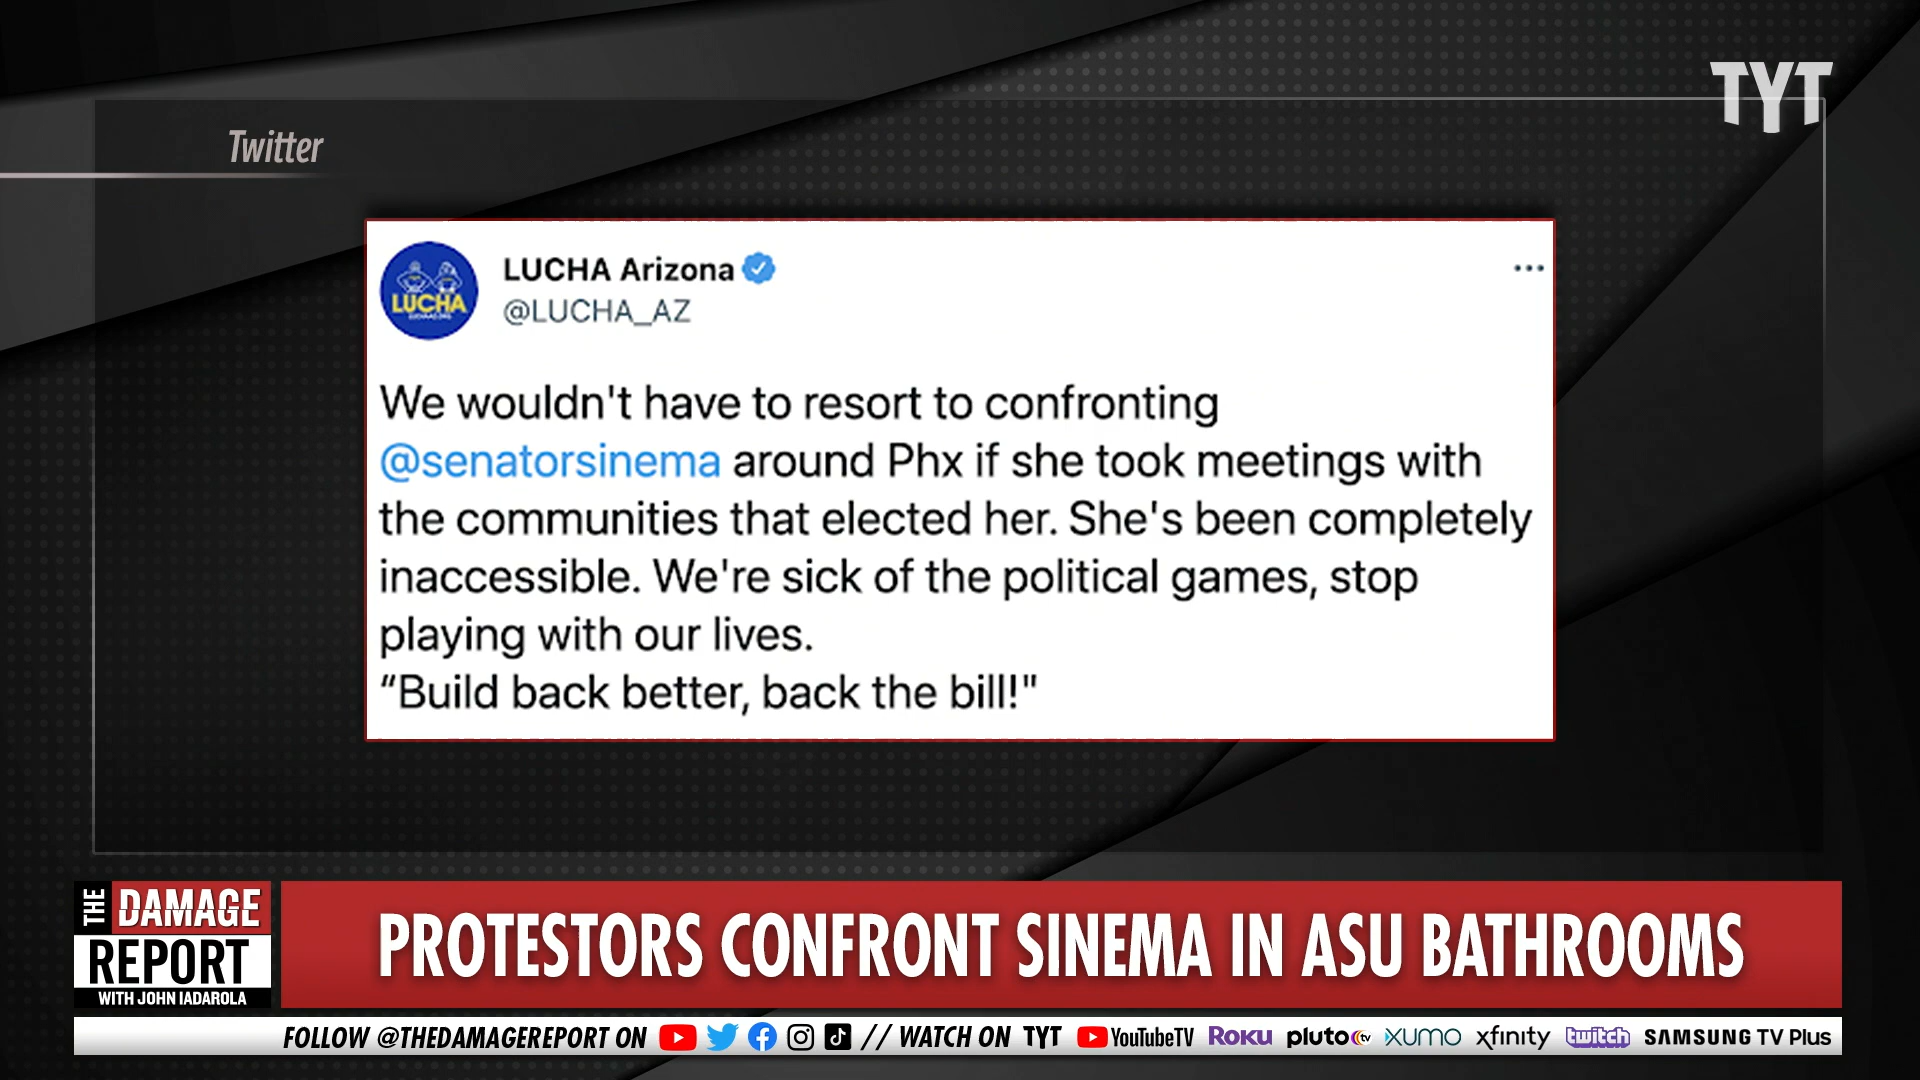 TYT
Twitter
LUCHA Arizona
@LUCHA_AZ
LUCHA
We wouldn't have to resort to confronting
@senatorsinema around Phx if she took meetings with
the communities that elected her. She's been completely
inaccessible. We're sick of the political games, stop
playing with our lives.
“Build back better, back the bill!"
THE DAMAGE
REPORT
WITH JOHN IADAROLA
PROTESTORS CONFRONT SINEMA IN ASU BATHROOMS
FOLLOW @THEDAMAGEREPORT ON // WATCH ON TYT YouTubeTV ROKU pluto tv XUMO xfinity twitch SAMSUNG TV Plus